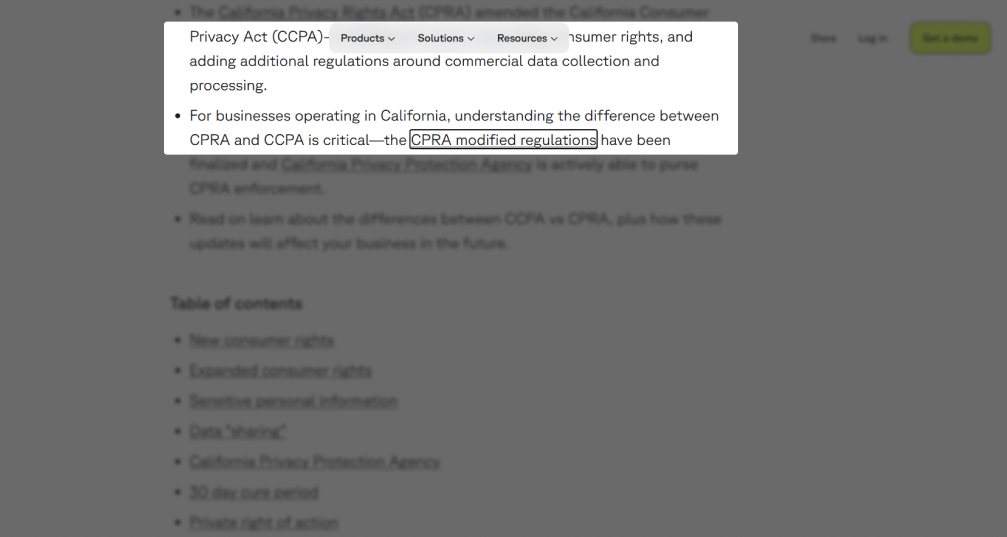 The California Privacy Rights Act (CPRA) amended the California Consumer
Products
Solutions
Resources
Docs
Log in
Get a demo
Privacy Act (CCPA)– nsumer rights, and
adding additional regulations around commercial data collection and
processing.
For businesses operating in California, understanding the difference between
CPRA and CCPA is critical—the CPRA modified regulations have been
finalized and California Privacy Protection Agency is actively able to purse
CPRA enforcement.
Read on learn about the differences between CCPA vs CPRA, plus how these
updates will affect your business in the future.
Table of contents
New consumer rights
Expanded consumer rights
Sensitive personal information
Data "sharing"
California Privacy Protection Agency
30 day cure period
Private right of action